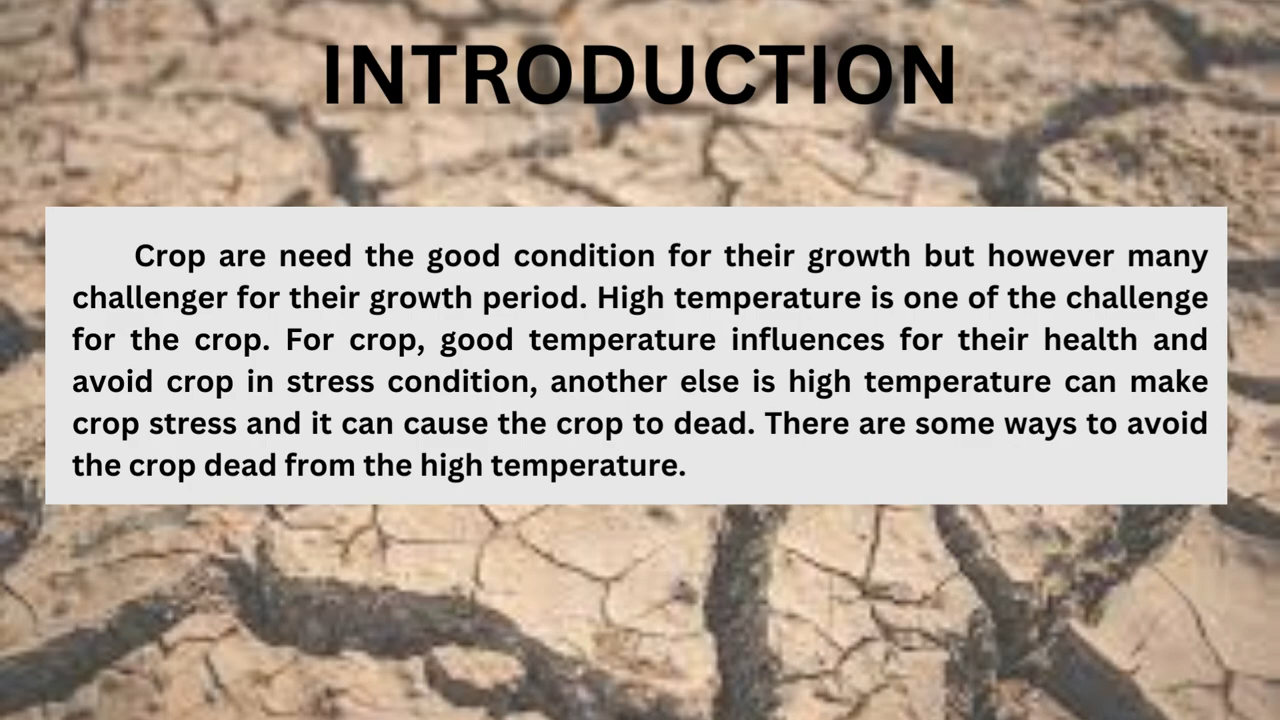 INTRODUCTION
Crop are need the good condition for their growth but however many
challenger for their growth period. High temperature is one of the challenge
for the crop. For crop, good temperature influences for their health and
avoid crop in stress condition, another else is high temperature can make
crop stress and it can cause the crop to dead. There are some ways to avoid
the crop dead from the high temperature.